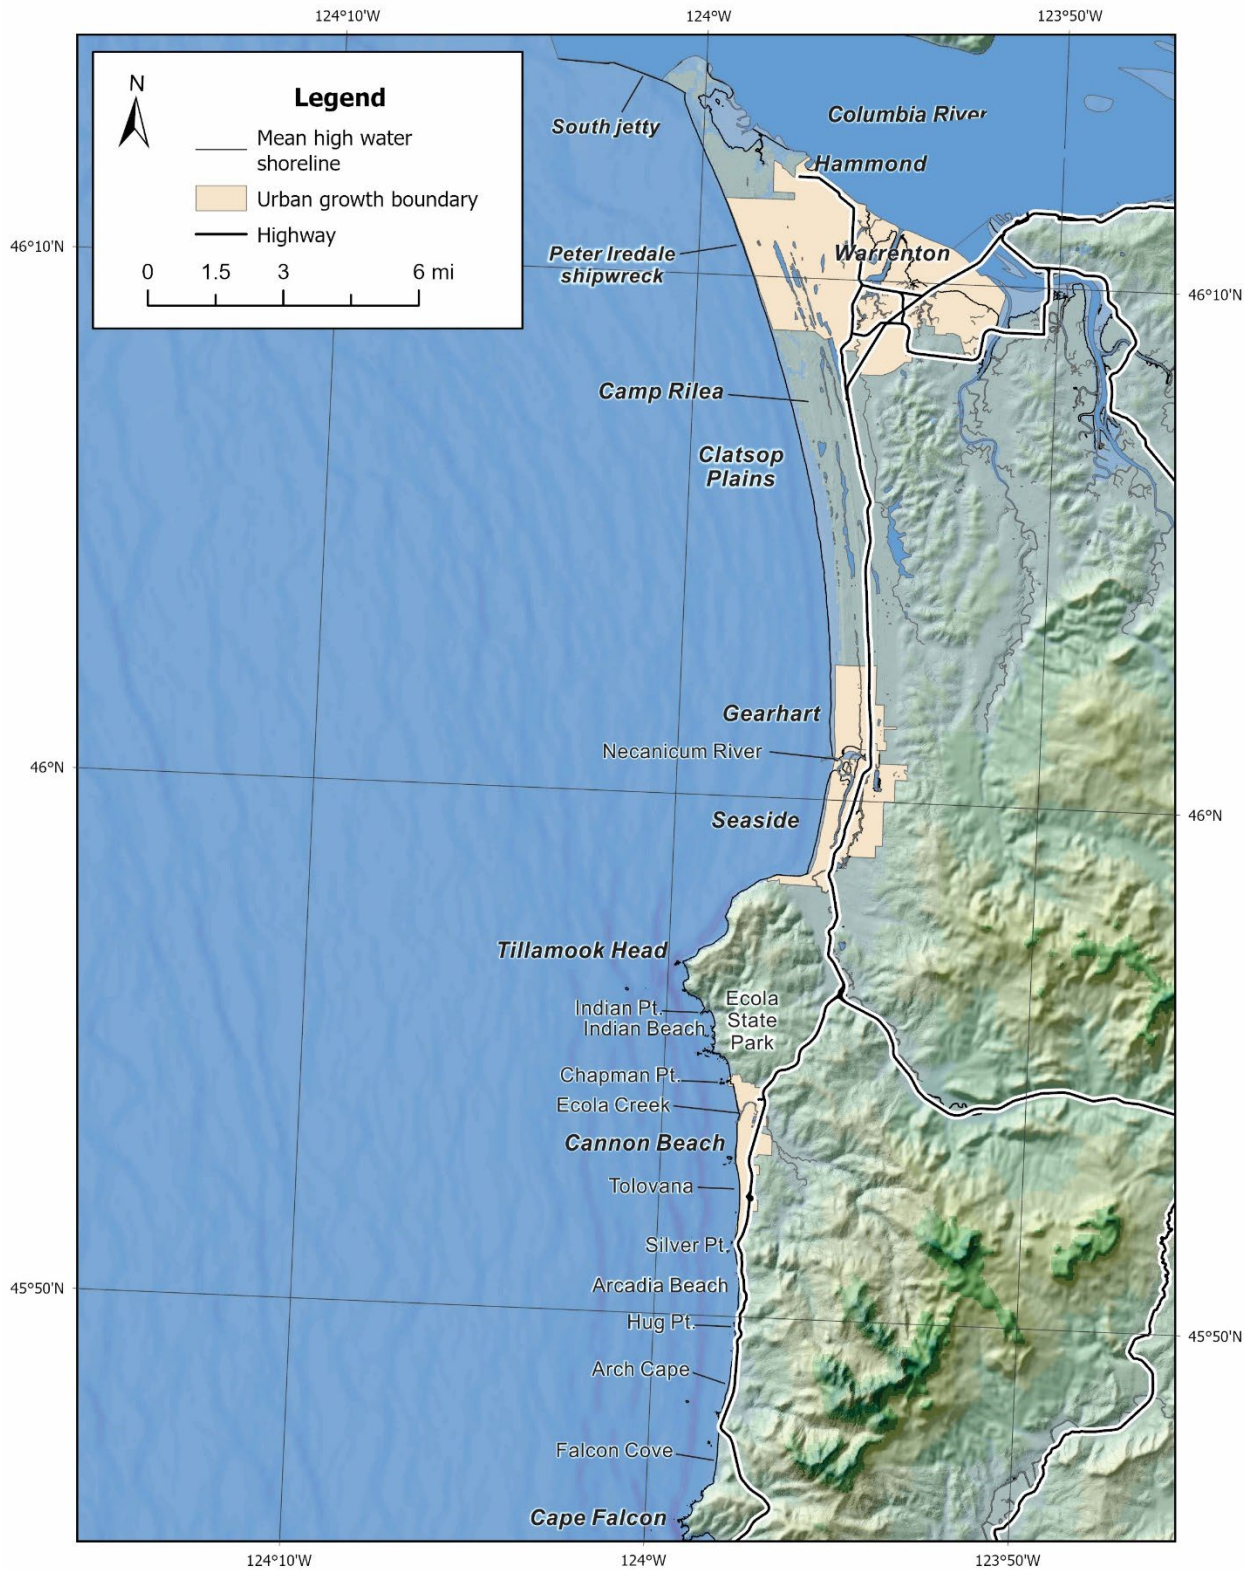 124°10'W
124°W
123°50'W
N
Legend
Mean high water
shoreline
Urban growth boundary
Highway
0 1.5 3 6 mi
South jetty
Columbia River
Hammond
46°10'N
Peter Iredale
shipwreck
Warrenton
46°10'N
Camp Rilea
Clatsop
Plains
Gearhart
Necanicum River
46°N
Seaside
46°N
Tillamook Head
Ecola
State
Park
Indian Pt.
Indian Beach
Chapman Pt.
Ecola Creek
Cannon Beach
Tolovana
Silver Pt.
Arcadia Beach
45°50'N
Hug Pt.
45°50'N
Arch Cape
Falcon Cove
Cape Falcon
124°10'W
124°W
123°50'W